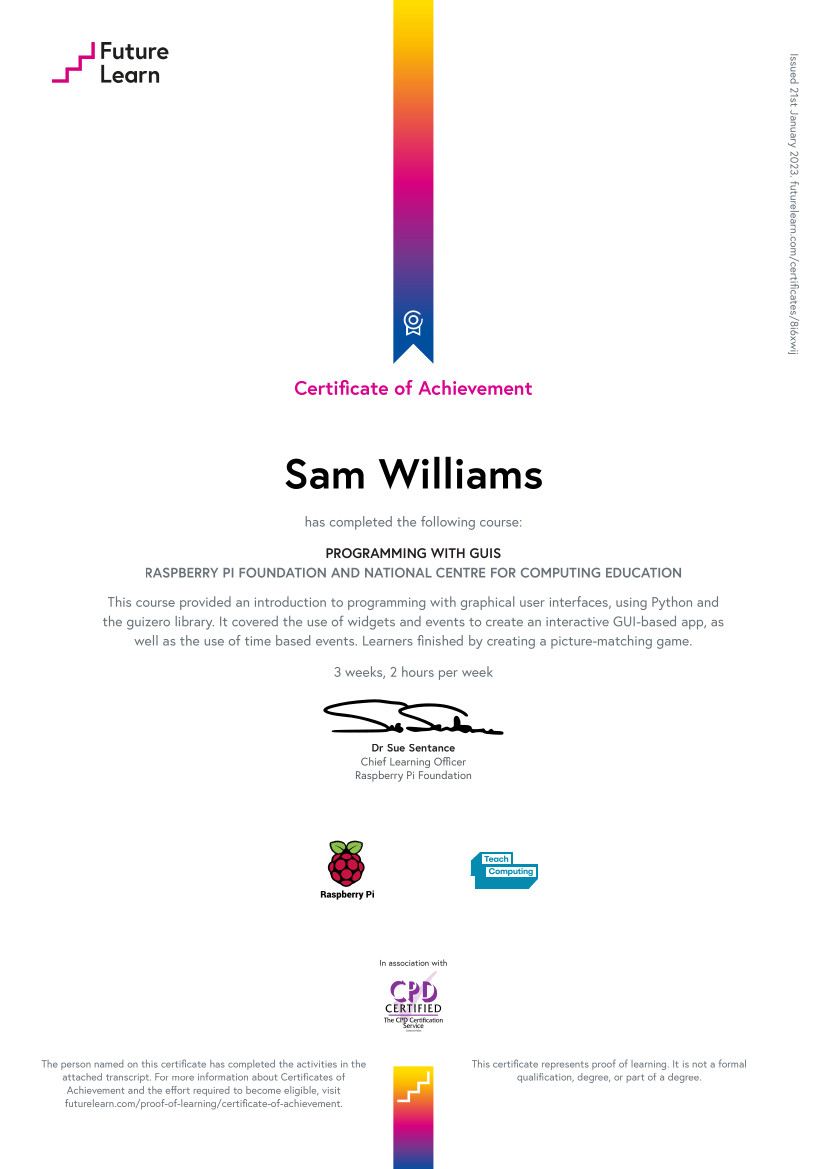 Future
Learn
Issued 21st January 2023. futurelearn.com/certificates/8i6xwij
Certificate of Achievement
Sam Williams
has completed the following course:
PROGRAMMING WITH GUIS
RASPBERRY PI FOUNDATION AND NATIONAL CENTRE FOR COMPUTING EDUCATION
This course provided an introduction to programming with graphical user interfaces, using Python and
the guizero library. It covered the use of widgets and events to create an interactive GUI-based app, as
well as the use of time based events. Learners finished by creating a picture-matching game.
3 weeks, 2 hours per week
Sue Sentance
Dr Sue Sentance
Chief Learning Officer
Raspberry Pi Foundation
Raspberry Pi
Teach
Computing
In association with
CPD
CERTIFIED
The CPD Certification
Service
The person named on this certificate has completed the activities in the
attached transcript. For more information about Certificates of
Achievement and the effort required to become eligible, visit
futurelearn.com/proof-of-learning/certificate-of-achievement.
This certificate represents proof of learning. It is not a formal
qualification, degree, or part of a degree.